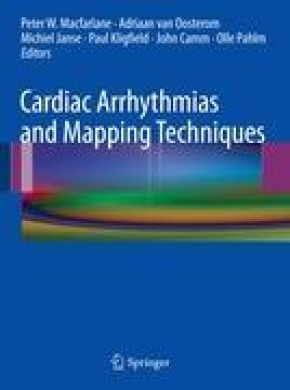 Peter W. Macfarlane · Adriaan van Oosterom
Michiel Janse · Paul Kligfield · John Camm · Olle Pahlm
Editors
Cardiac Arrhythmias
and Mapping Techniques
Springer